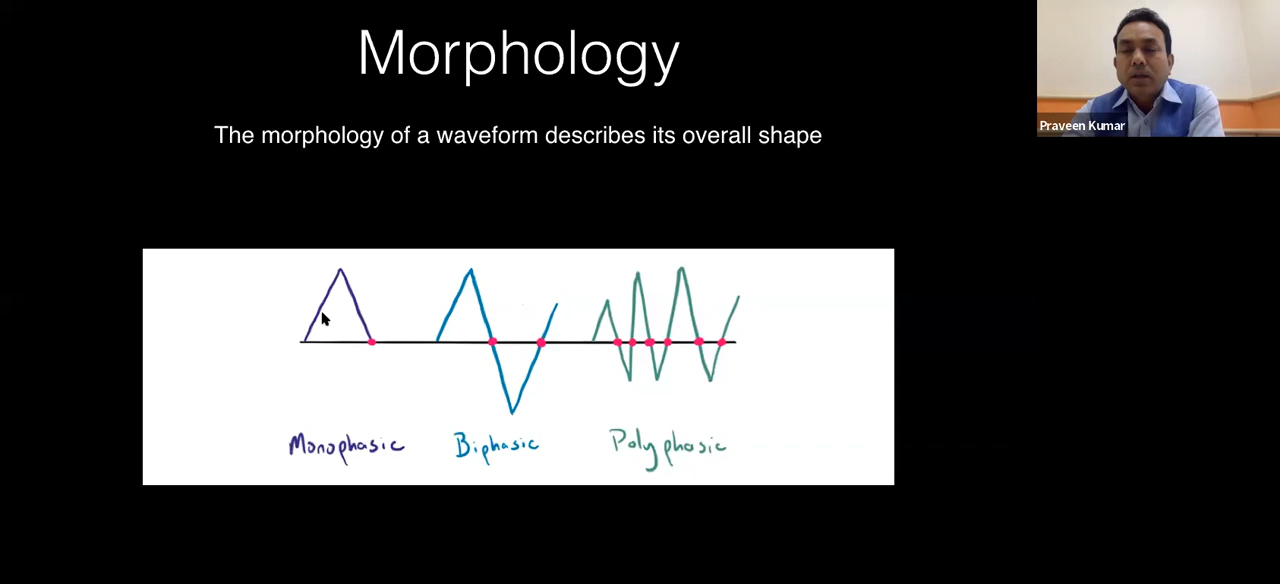 Morphology
Praveen Kumar
The morphology of a waveform describes its overall shape
Monophasic Biphasic Polyphasic